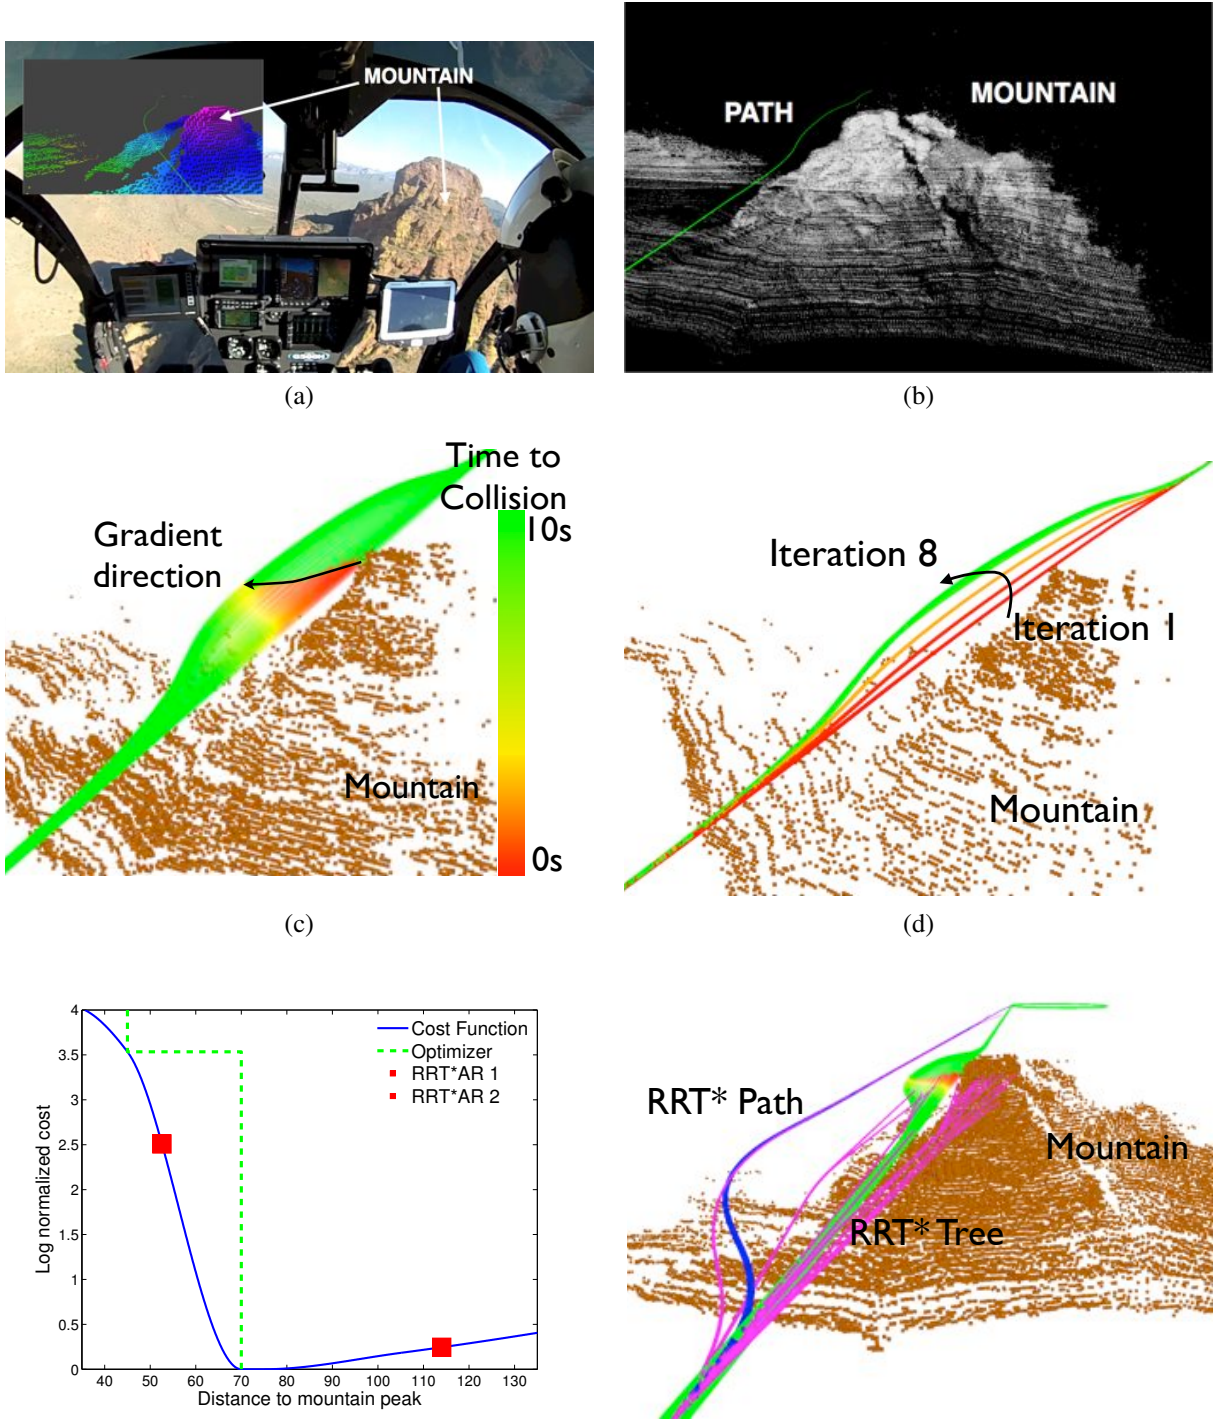 MOUNTAIN
(a)
PATH
MOUNTAIN
(b)
Time to
Collision
10s
Gradient
direction
Mountain
0s
(c)
Iteration 8
Iteration 1
Mountain
(d)
4
3.5
3
2.5
2
1.5
1
0.5
0
40 50 60 70 80 90 100 110 120 130
Log normalized cost
Distance to mountain peak
Cost Function
Optimizer
RRT*AR 1
RRT*AR 2
RRT* Path
Mountain
RRT* Tree